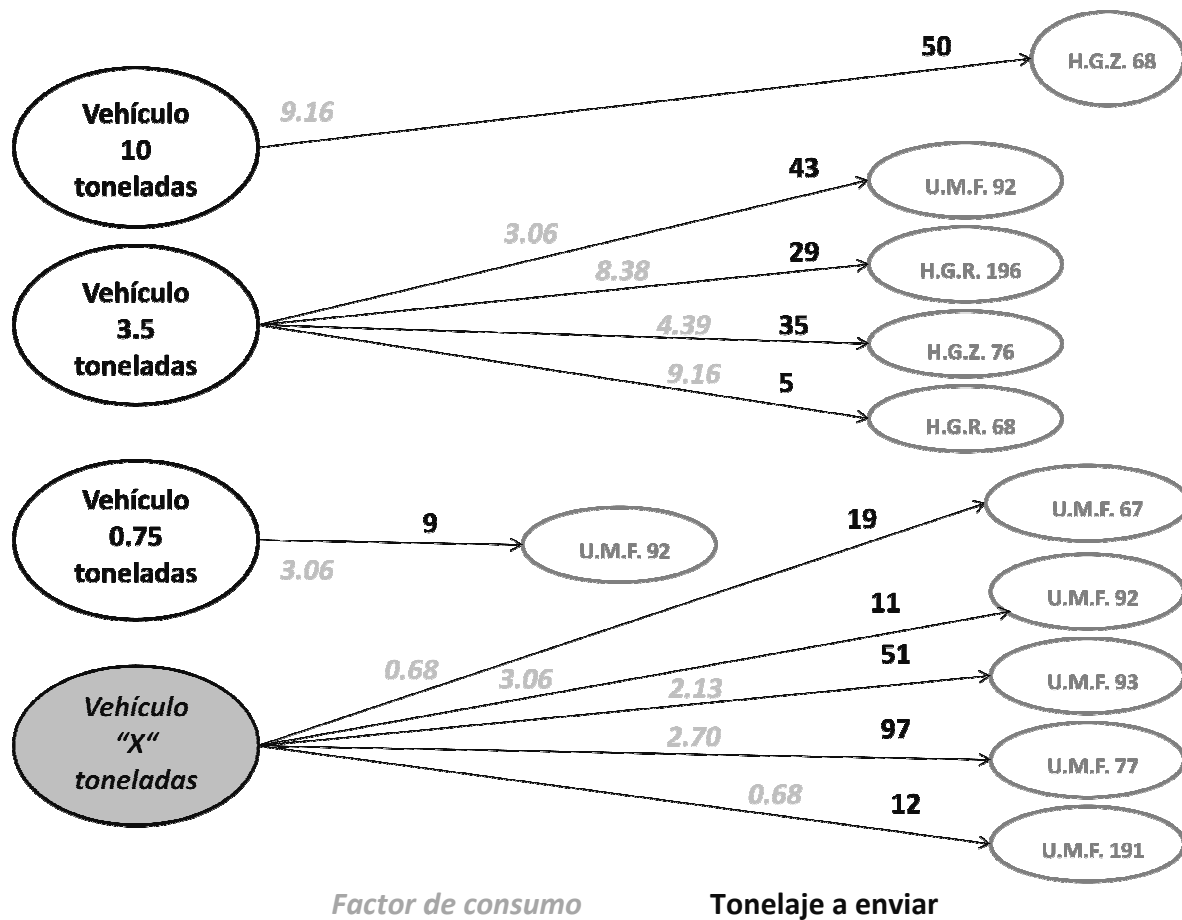 50
H.G.Z. 68
9.16
Vehículo
10
toneladas
43
U.M.F. 92
3.06
29
8.38
H.G.R. 196
Vehículo
3.5
toneladas
4.39
35
H.G.Z. 76
9.16
5
H.G.R. 68
Vehículo
0.75
toneladas
9
3.06
U.M.F. 92
19
U.M.F. 67
11
U.M.F. 92
0.68
3.06
51
2.13
U.M.F. 93
Vehículo
“X“
toneladas
2.70
97
U.M.F. 77
0.68
12
U.M.F. 191
Factor de consumo
Tonelaje a enviar